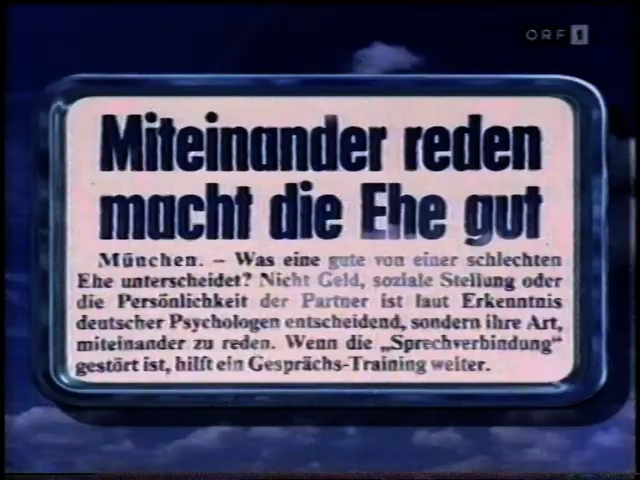 ORF 1
Miteinander reden
macht die Ehe gut
München. – Was eine gute von einer schlechten
Ehe unterscheidet? Nicht Geld, soziale Stellung oder
die Persönlichkeit der Partner ist laut Erkenntnis
deutscher Psychologen entscheidend, sondern ihre Art,
miteinander zu reden. Wenn die „Sprechverbindung“
gestört ist, hilft ein Gesprächs-Training weiter.